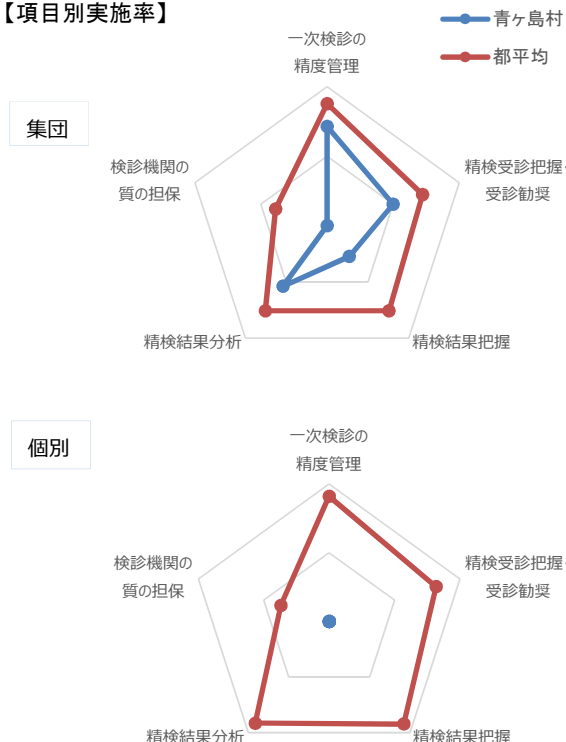 【項目別実施率】
青ヶ島村
都平均
集団
一次検診の
精度管理
検診機関の
質の担保
精検受診把握・
受診勧奨
精検結果分析
精検結果把握
個別
一次検診の
精度管理
検診機関の
質の担保
精検受診把握・
受診勧奨
精検結果分析
精検結果把握